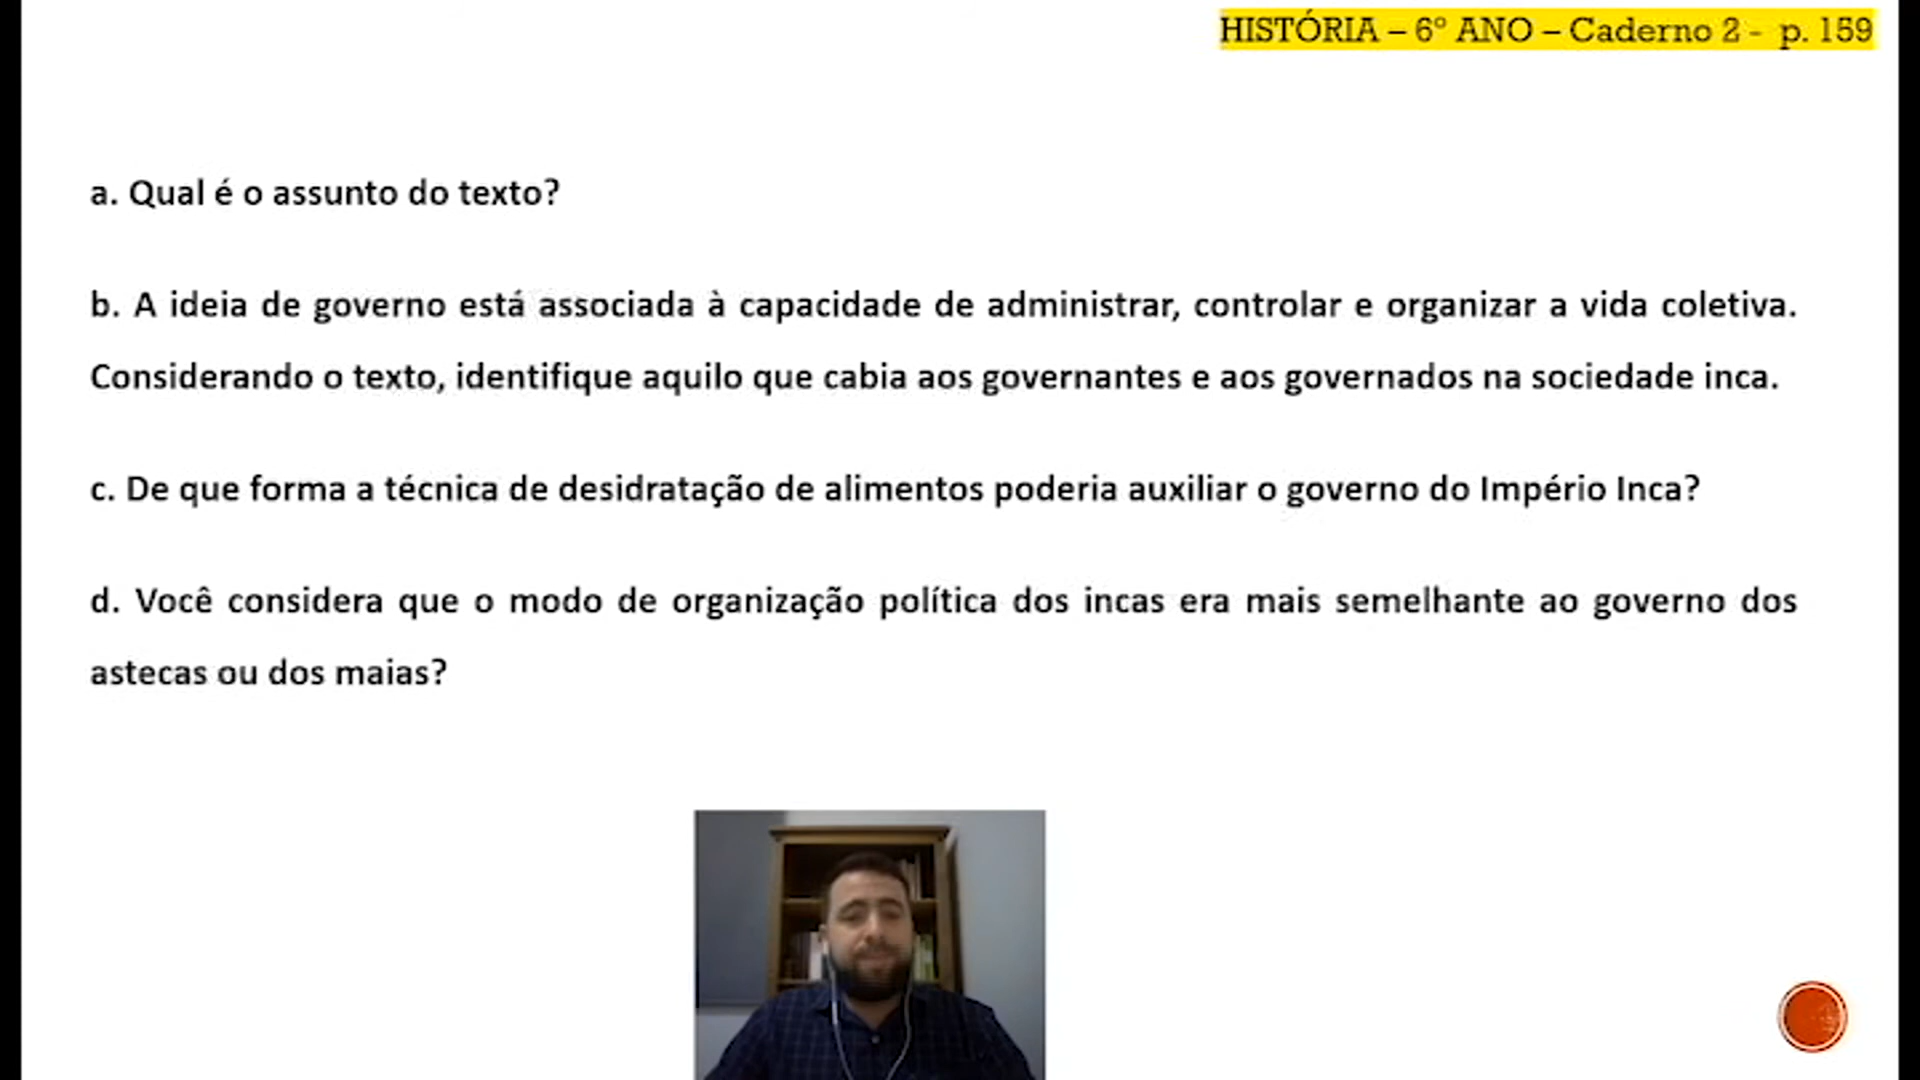 HISTÓRIA – 6º ANO – Caderno 2 - p. 159
a. Qual é o assunto do texto?
b. A ideia de governo está associada à capacidade de administrar, controlar e organizar a vida coletiva.
Considerando o texto, identifique aquilo que cabia aos governantes e aos governados na sociedade inca.
c. De que forma a técnica de desidratação de alimentos poderia auxiliar o governo do Império Inca?
d. Você considera que o modo de organização política dos incas era mais semelhante ao governo dos
astecas ou dos maias?